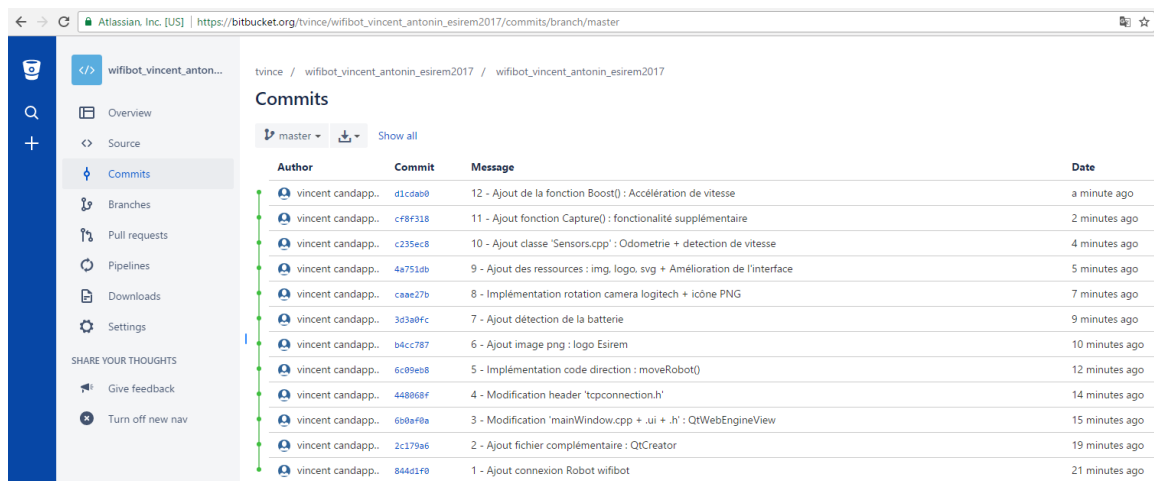 Atlassian, Inc. [US] | https://bitbucket.org/tvince/wifibot_vincent_antonin_esirem2017/commits/branch/master
wifibot_vincent_anton...
Overview
Source
Commits
Branches
Pull requests
Pipelines
Downloads
Settings
SHARE YOUR THOUGHTS
Give feedback
Turn off new nav
tvince / wifibot_vincent_antonin_esirem2017 / wifibot_vincent_antonin_esirem2017
Commits
master Show all
Author Commit Message Date
vincent candapp.. d1cdab0 12 - Ajout de la fonction Boost() : Accélération de vitesse a minute ago
vincent candapp.. cf8f318 11 - Ajout fonction Capture() : fonctionalité supplémentaire 2 minutes ago
vincent candapp.. c235ec8 10 - Ajout classe 'Sensors.cpp' : Odometrie + detection de vitesse 4 minutes ago
vincent candapp.. 4a751db 9 - Ajout des ressources : img, logo, svg + Amélioration de l'interface 5 minutes ago
vincent candapp.. caae27b 8 - Implémentation rotation camera logitech + icône PNG 7 minutes ago
vincent candapp.. 3d3a0fc 7 - Ajout détection de la batterie 9 minutes ago
vincent candapp.. b4cc787 6 - Ajout image png : logo Esirem 10 minutes ago
vincent candapp.. 6c09eb8 5 - Implémentation code direction : moveRobot() 12 minutes ago
vincent candapp.. 448068f 4 - Modification header 'tcpconnection.h' 14 minutes ago
vincent candapp.. 6b0af0a 3 - Modification 'mainWindow.cpp + .ui + .h' : QtWebEngineView 15 minutes ago
vincent candapp.. 2c179a6 2 - Ajout fichier complémentaire : QtCreator 19 minutes ago
vincent candapp.. 844d1f0 1 - Ajout connexion Robot wifibot 21 minutes ago